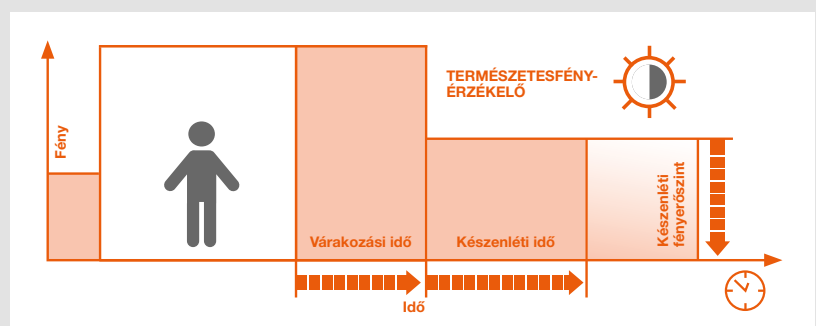 TERMÉSZETESFÉNY-
ÉRZÉKELŐ
Fény
Várakozási idő
Készenléti idő
Készenléti
fényerőszint
Idő